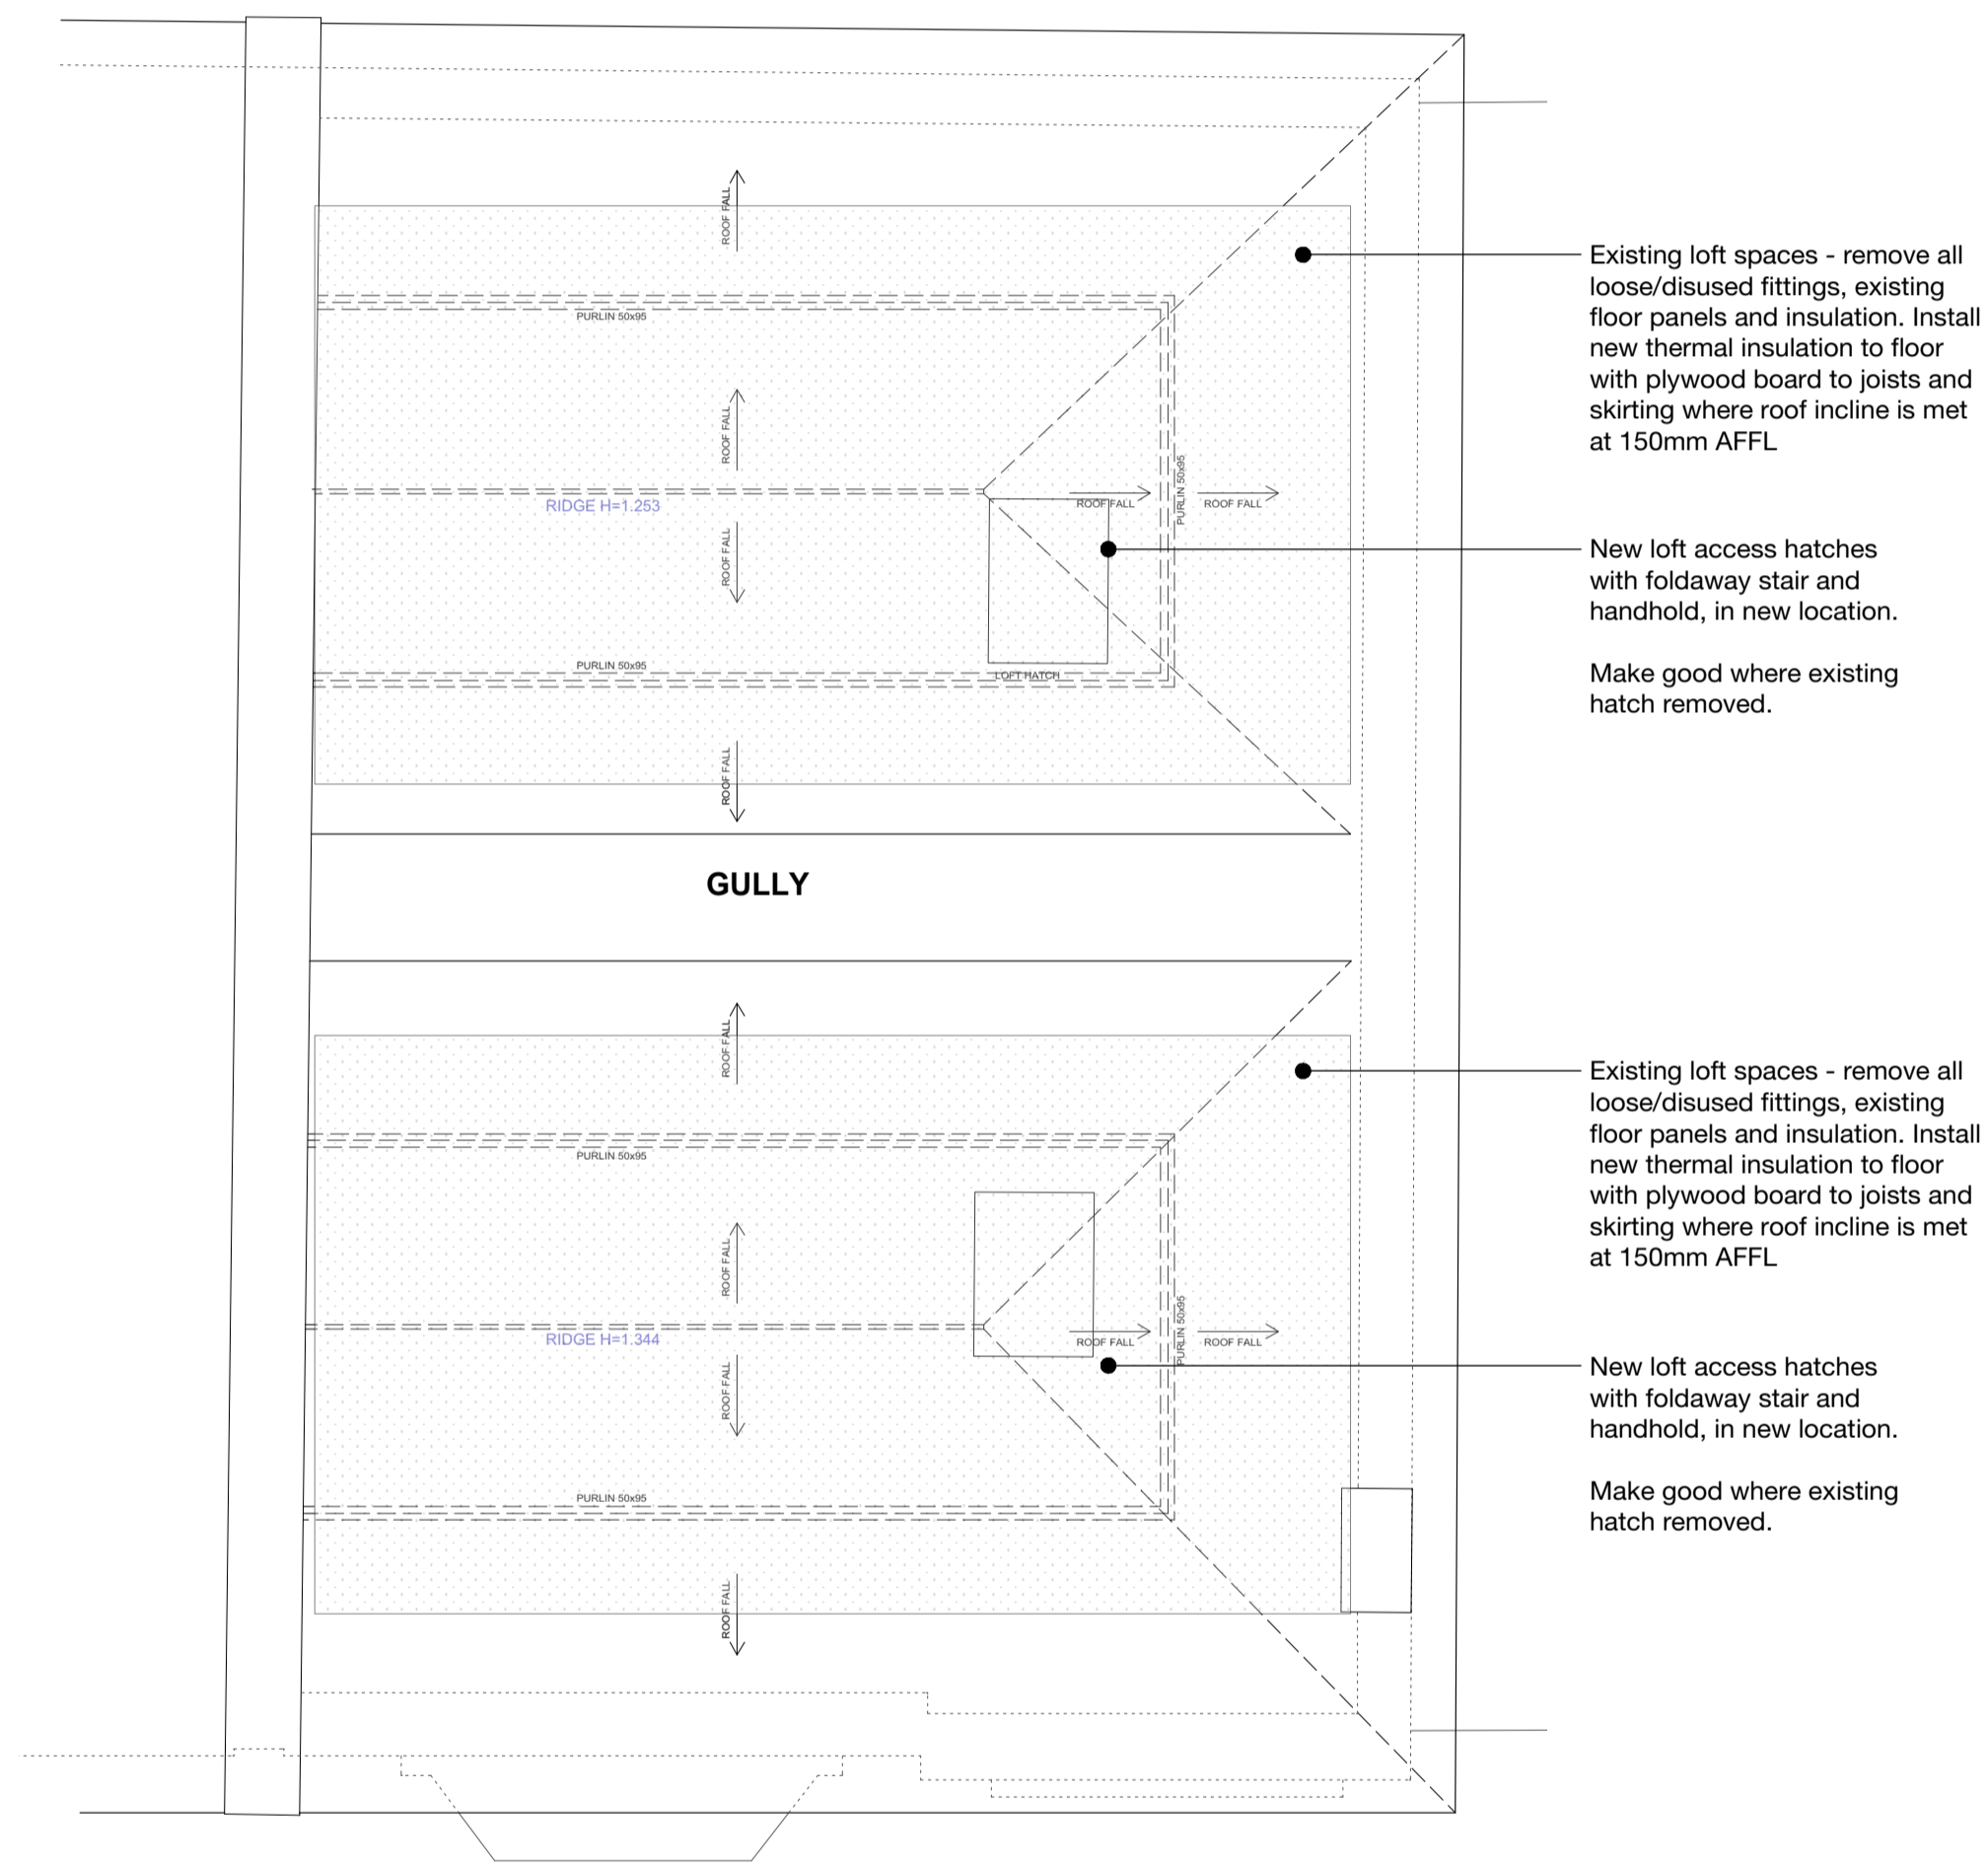 ROOF FALL
Existing loft spaces - remove all
loose/disused fittings, existing
floor panels and insulation. Install
new thermal insulation to floor
with plywood board to joists and
skirting where roof incline is met
at 150mm AFFL
PURLIN 50x95
ROOF FALL
PURLIN 50x95
RIDGE H=1.253
ROOF FALL
ROOF FALL
ROOF FALL
New loft access hatches
with foldaway stair and
handhold, in new location.
PURLIN 50x95
LOFT HATCH
Make good where existing
hatch removed.
ROOF FALL
GULLY
ROOF FALL
Existing loft spaces - remove all
loose/disused fittings, existing
floor panels and insulation. Install
new thermal insulation to floor
with plywood board to joists and
skirting where roof incline is met
at 150mm AFFL
PURLIN 50x95
ROOF FALL
PURLIN 50x95
RIDGE H=1.344
ROOF FALL
ROOF FALL
ROOF FALL
New loft access hatches
with foldaway stair and
handhold, in new location.
PURLIN 50x95
Make good where existing
hatch removed.
ROOF FALL